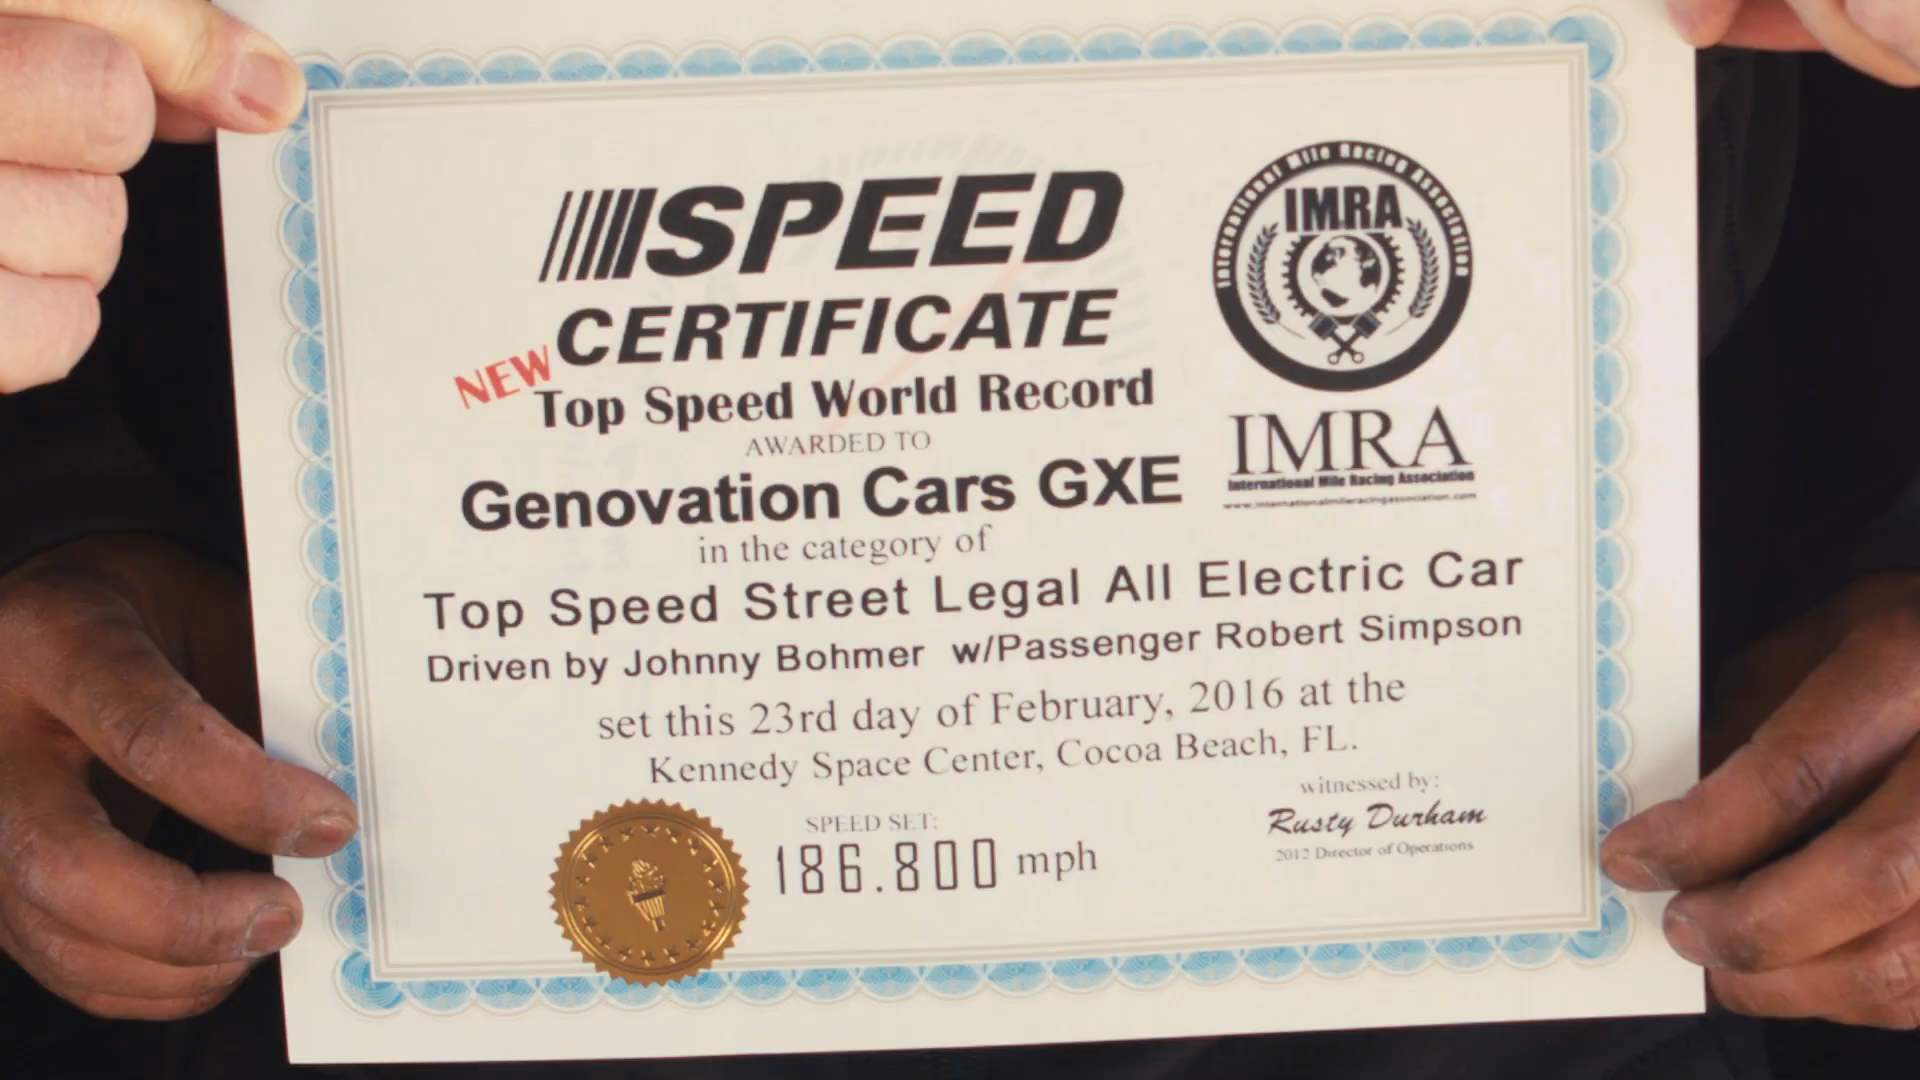 SPEED
CERTIFICATE
NEW
Top Speed World Record
AWARDED TO
Genovation Cars GXE
in the category of
Top Speed Street Legal All Electric Car
Driven by Johnny Bohmer w/Passenger Robert Simpson
set this 23rd day of February, 2016 at the
Kennedy Space Center, Cocoa Beach, FL.
SPEED SET:
186.800 mph
witnessed by:
Rusty Durham
2012 Director of Operations
International Mile Racing Association
IMRA
IMRA
International Mile Racing Association
www.internationalmileracingassociation.com